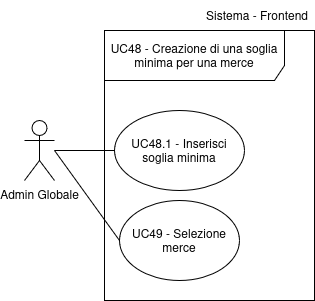 Sistema - Frontend
UC48 - Creazione di una soglia
minima per una merce
UC48.1 - Inserisci
soglia minima
Admin Globale
UC49 - Selezione
merce